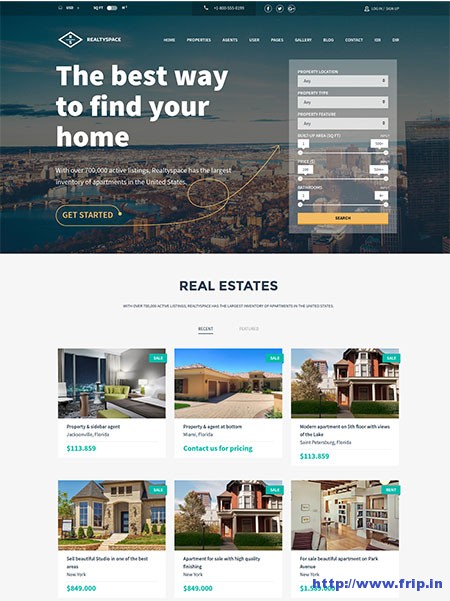 USD
SQ FT M²
+1-800-555-0199
LOG IN / SIGN UP
REALTYSPACE
HOME PROPERTIES AGENTS USER PAGES GALLERY BLOG CONTACT
The best way
to find your
home
With over 700,000 active listings, Realtyspace has the largest
inventory of apartments in the United States.
GET STARTED
PROPERTY LOCATION
Any
PROPERTY TYPE
Any
PROPERTY FEATURE
Any
BUILT-UP AREA (SQ FT)
PRICE ($)
BATHROOMS
SEARCH
REAL ESTATES
WITH OVER 700,000 ACTIVE LISTINGS, REALTYSPACE HAS THE LARGEST INVENTORY OF APARTMENTS IN THE UNITED STATES.
RECENT FEATURED
SALE
SALE
SALE
Property & sidebar agent
Jacksonville, Florida
$113.859
Property & agent at bottom
Miami, Florida
Contact us for pricing
Modern apartment on 5th floor with views
of the Lake
Saint Petersburg, Florida
$113.859
SALE
SALE
RENT
Sell beautiful Studio in one of the best
areas
New York
$849.000
Apartment for sale with high quality
finishing
New York
$849.000
For sale beautiful apartment on Park
Avenue
New York
http://www.frip.in